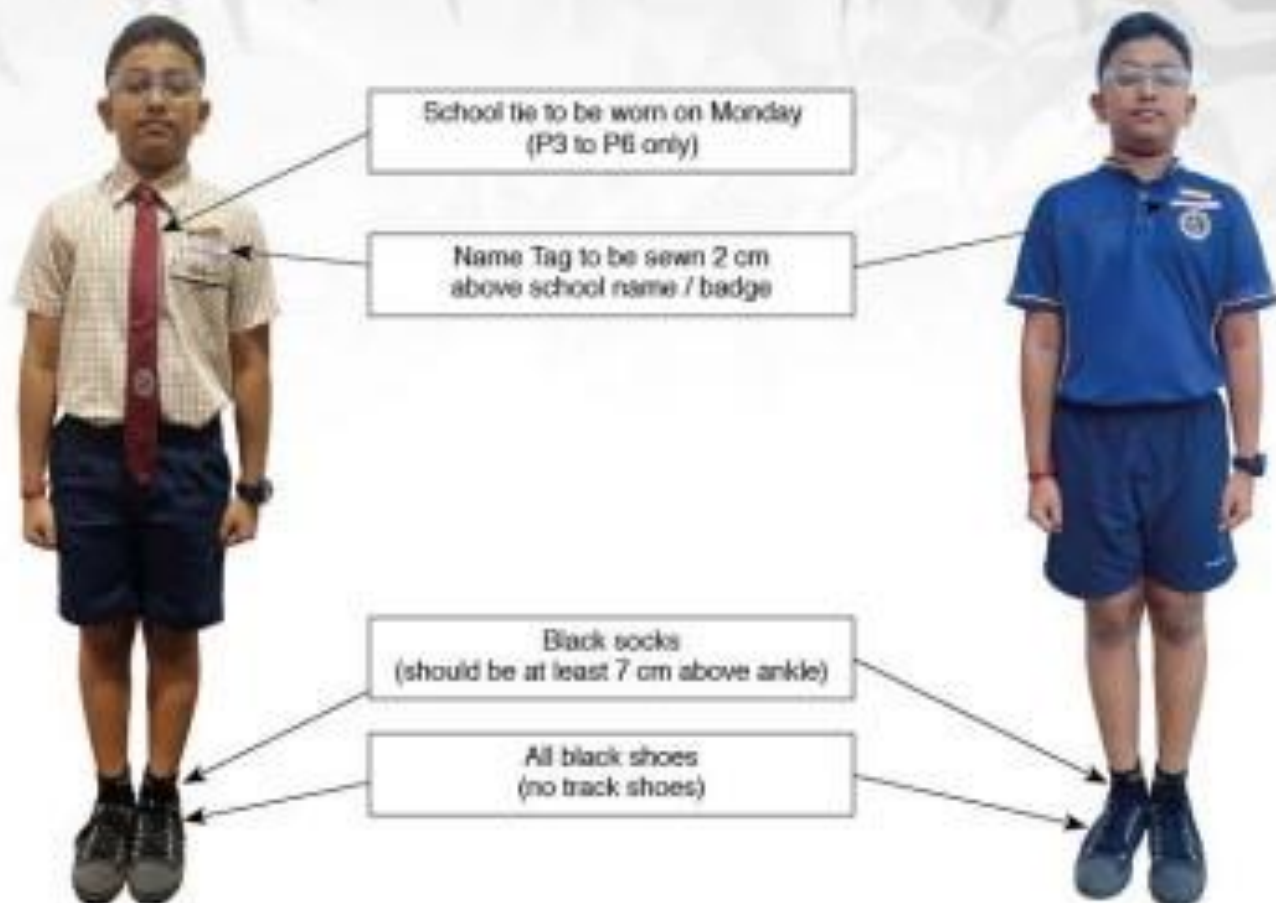 School tie to be worn on Monday
(P3 to P6 only)
Name Tag to be sewn 2 cm
above school name / badge
Black socks
(should be at least 7 cm above ankle)
All black shoes
(no track shoes)